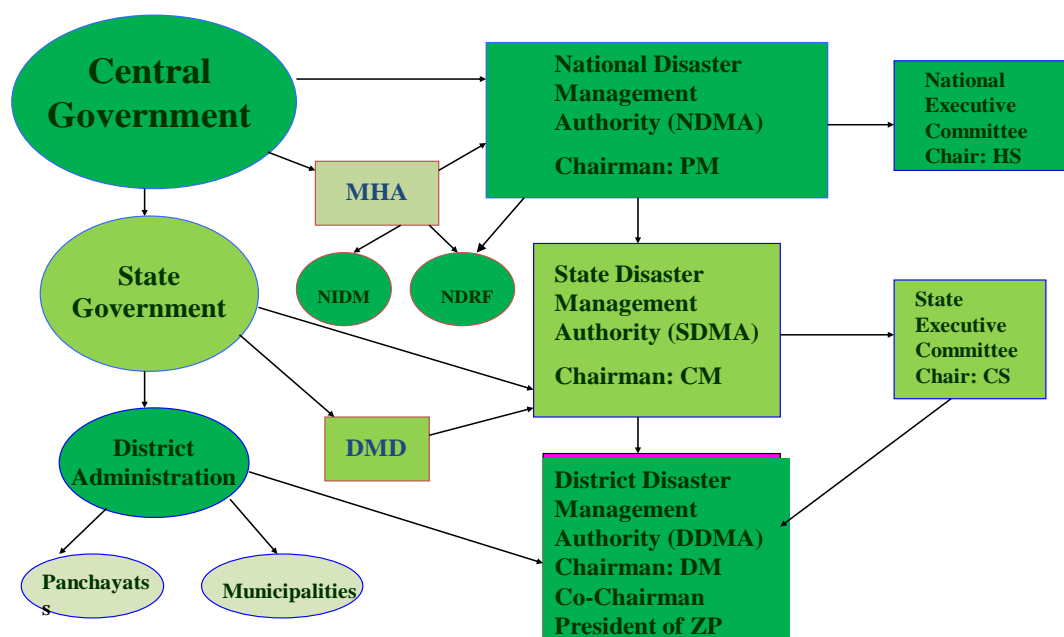 Central
Government
National Disaster
Management
Authority (NDMA)
Chairman: PM
National
Executive
Committee
Chair: HS
MHA
NIDM
NDRF
State
Government
State Disaster
Management
Authority (SDMA)
Chairman: CM
State
Executive
Committee
Chair: CS
DMD
District
Administration
District Disaster
Management
Authority (DDMA)
Chairman: DM
Co-Chairman
President of ZP
Panchayats
s
Municipalities